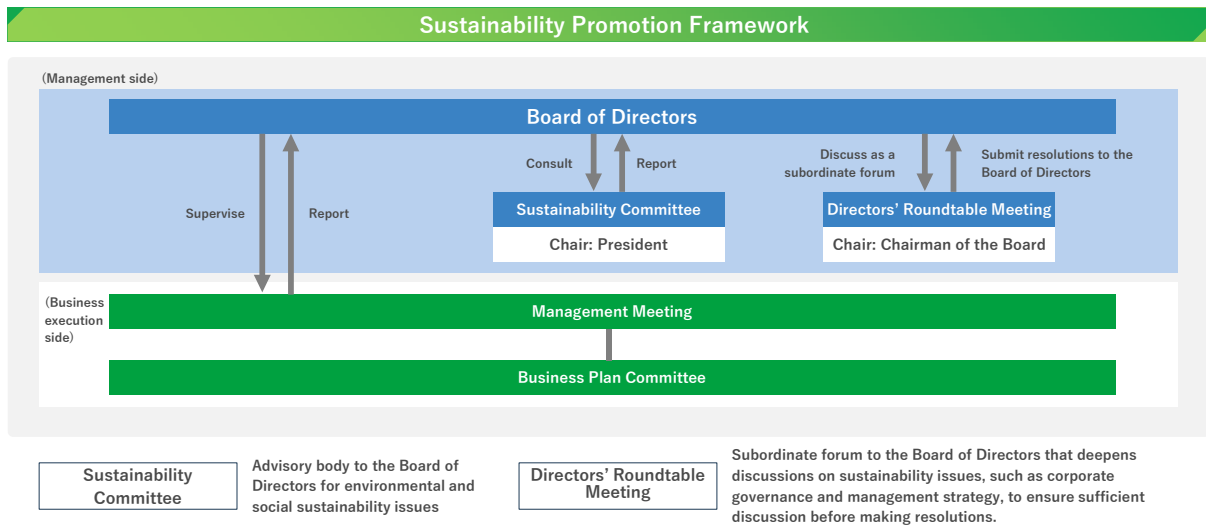 Sustainability Promotion Framework
(Management side)
Board of Directors
Supervise
Report
Consult
Report
Discuss as a
subordinate forum
Submit resolutions to the
Board of Directors
Sustainability Committee
Chair: President
Directors’ Roundtable Meeting
Chair: Chairman of the Board
(Business
execution
side)
Management Meeting
Business Plan Committee
Sustainability
Committee
Advisory body to the Board of
Directors for environmental and
social sustainability issues
Directors’ Roundtable
Meeting
Subordinate forum to the Board of Directors that deepens
discussions on sustainability issues, such as corporate
governance and management strategy, to ensure sufficient
discussion before making resolutions.